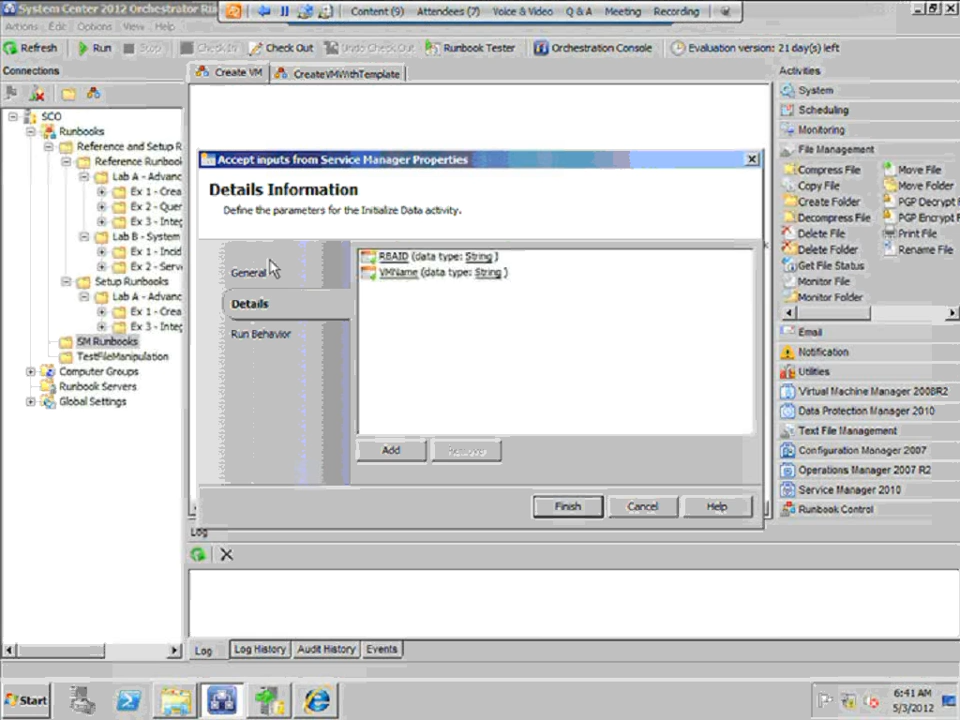 System Center 2012 Orchestrator Ru
Content (9) Attendees (7) Voice & Video Q & A Meeting Recording
Actions Edit Options View Help
Refresh Run Stop Check In Check Out Undo Check Out Runbook Tester Orchestration Console Evaluation version: 21 day(s) left
Connections
SCO
Runbooks
Reference and Setup R
Reference Runbool
Lab A - Advanc
Ex 1 - Crea
Ex 2 - Quer
Ex 3 - Integ
Lab B - System
Ex 1 - Incid
Ex 2 - Serv
Setup Runbooks
Lab A - Advanc
Ex 1 - Crea
Ex 3 - Integ
SM Runbooks
TestFileManipulation
Computer Groups
Runbook Servers
Global Settings
Create VM
CreateVMWithTemplate
Accept inputs from Service Manager Properties
Details Information
Define the parameters for the Initialize Data activity.
General
Details
Run Behavior
RBAID (data type: String )
VMName (data type: String )
Add Remove
Finish Cancel Help
Log
Log Log History Audit History Events
Activities
System
Scheduling
Monitoring
File Management
Compress File
Copy File
Create Folder
Decompress File
Delete File
Delete Folder
Get File Status
Monitor File
Monitor Folder
Move File
Move Folder
PGP Decrypt F
PGP Encrypt F
Print File
Rename File
Email
Notification
Utilities
Virtual Machine Manager 2008R2
Data Protection Manager 2010
Text File Management
Configuration Manager 2007
Operations Manager 2007 R2
Service Manager 2010
Runbook Control
Start
6:41 AM
5/3/2012